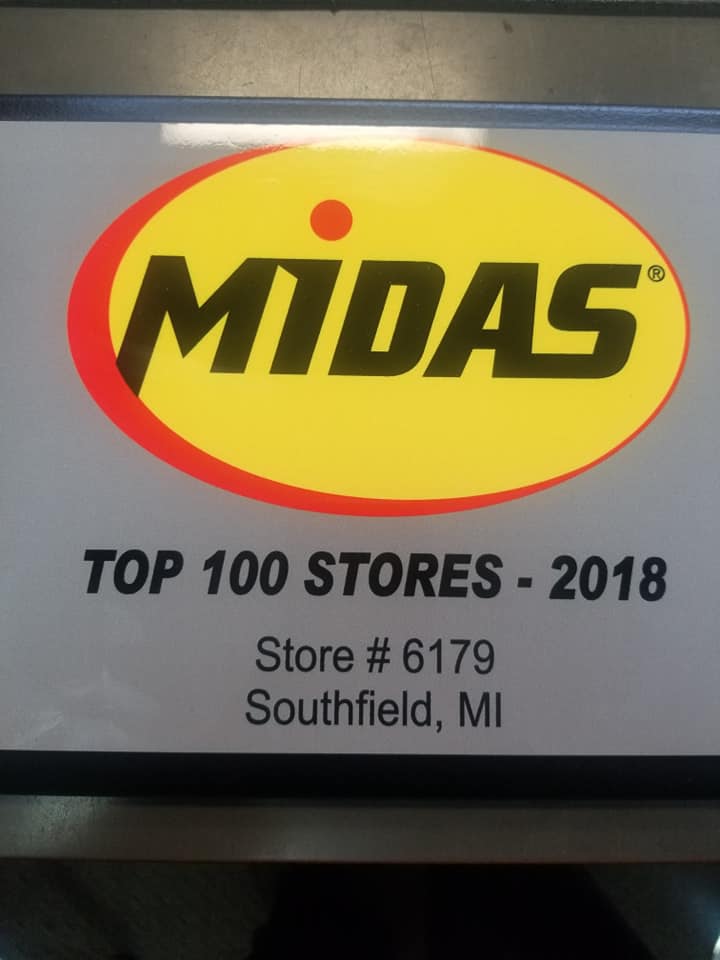 MIDAS®
TOP 100 STORES - 2018
Store # 6179
Southfield, MI